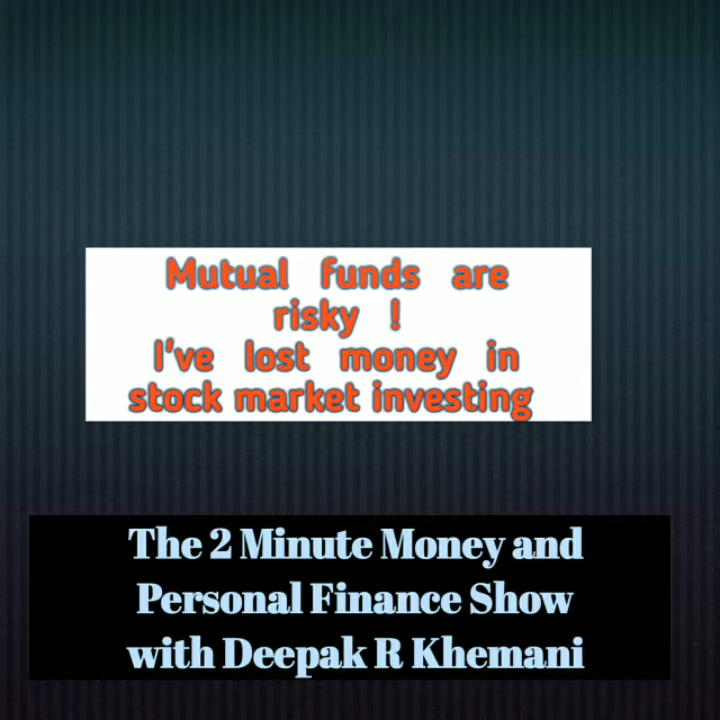 Mutual funds are
risky !
I've lost money in
stock market investing
The 2 Minute Money and
Personal Finance Show
with Deepak R Khemani